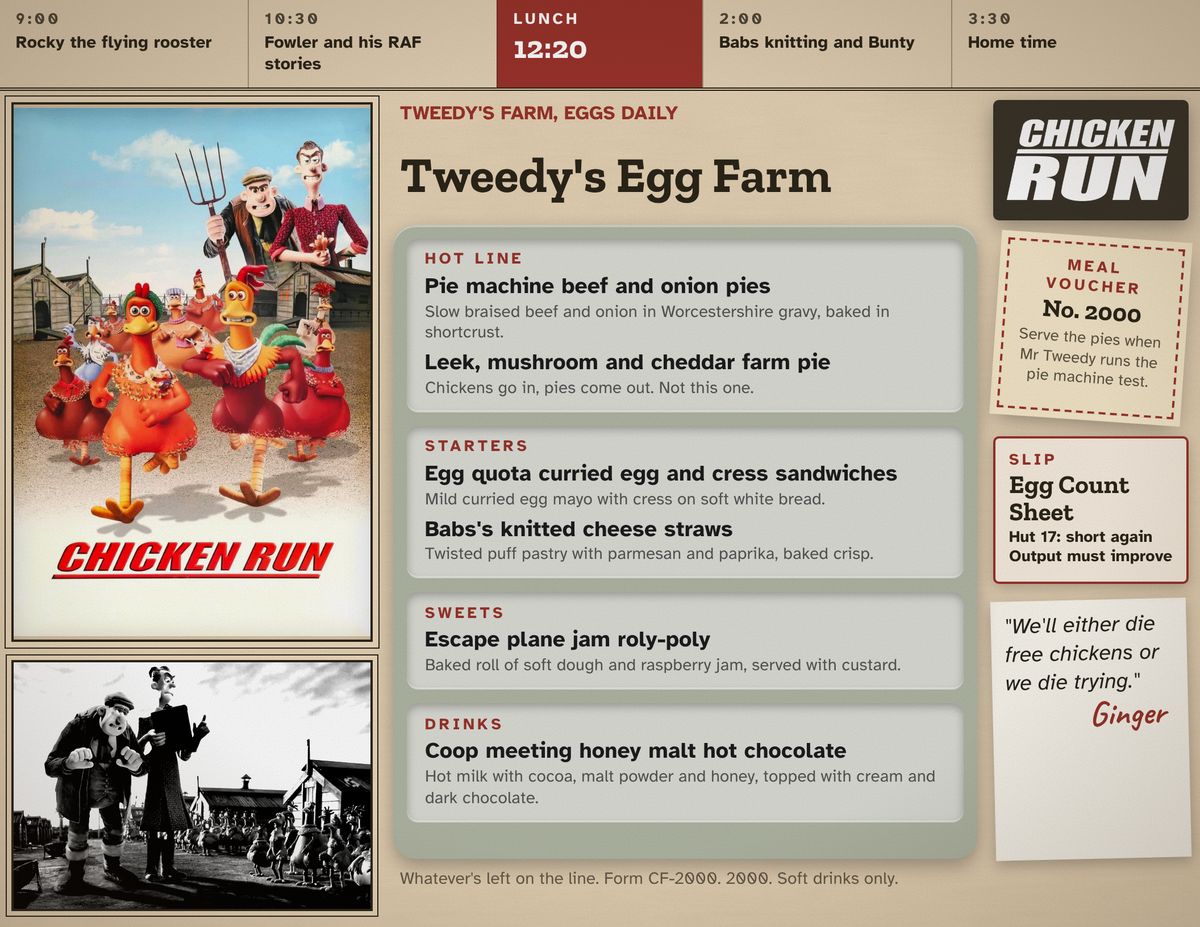 9:00
Rocky the flying rooster
10:30
Fowler and his RAF
stories
LUNCH
12:20
2:00
Babs knitting and Bunty
3:30
Home time
CHICKEN RUN
TWEEDY'S FARM, EGGS DAILY
Tweedy's Egg Farm
HOT LINE
Pie machine beef and onion pies
Slow braised beef and onion in Worcestershire gravy, baked in
shortcrust.
Leek, mushroom and cheddar farm pie
Chickens go in, pies come out. Not this one.
STARTERS
Egg quota curried egg and cress sandwiches
Mild curried egg mayo with cress on soft white bread.
Babs's knitted cheese straws
Twisted puff pastry with parmesan and paprika, baked crisp.
SWEETS
Escape plane jam roly-poly
Baked roll of soft dough and raspberry jam, served with custard.
DRINKS
Coop meeting honey malt hot chocolate
Hot milk with cocoa, malt powder and honey, topped with cream and
dark chocolate.
Whatever's left on the line. Form CF-2000. 2000. Soft drinks only.
CHICKEN
RUN
MEAL
VOUCHER
No. 2000
Serve the pies when
Mr Tweedy runs the
pie machine test.
SLIP
Egg Count
Sheet
Hut 17: short again
Output must improve
"We'll either die
free chickens or
we die trying."
Ginger